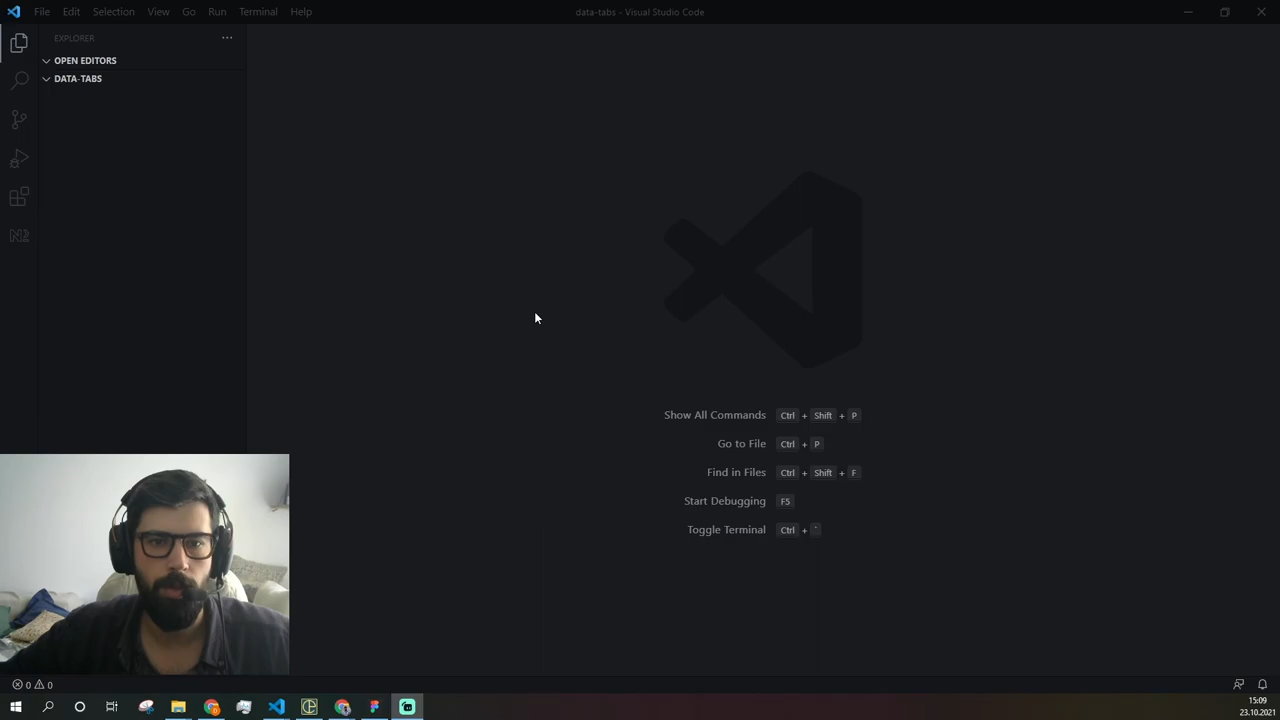 File Edit Selection View Go Run Terminal Help
data-tabs - Visual Studio Code
EXPLORER
OPEN EDITORS
DATA-TABS
Show All Commands Ctrl + Shift + P
Go to File Ctrl + P
Find in Files Ctrl + Shift + F
Start Debugging F5
Toggle Terminal Ctrl + `
0 0
15:09
23.10.2021